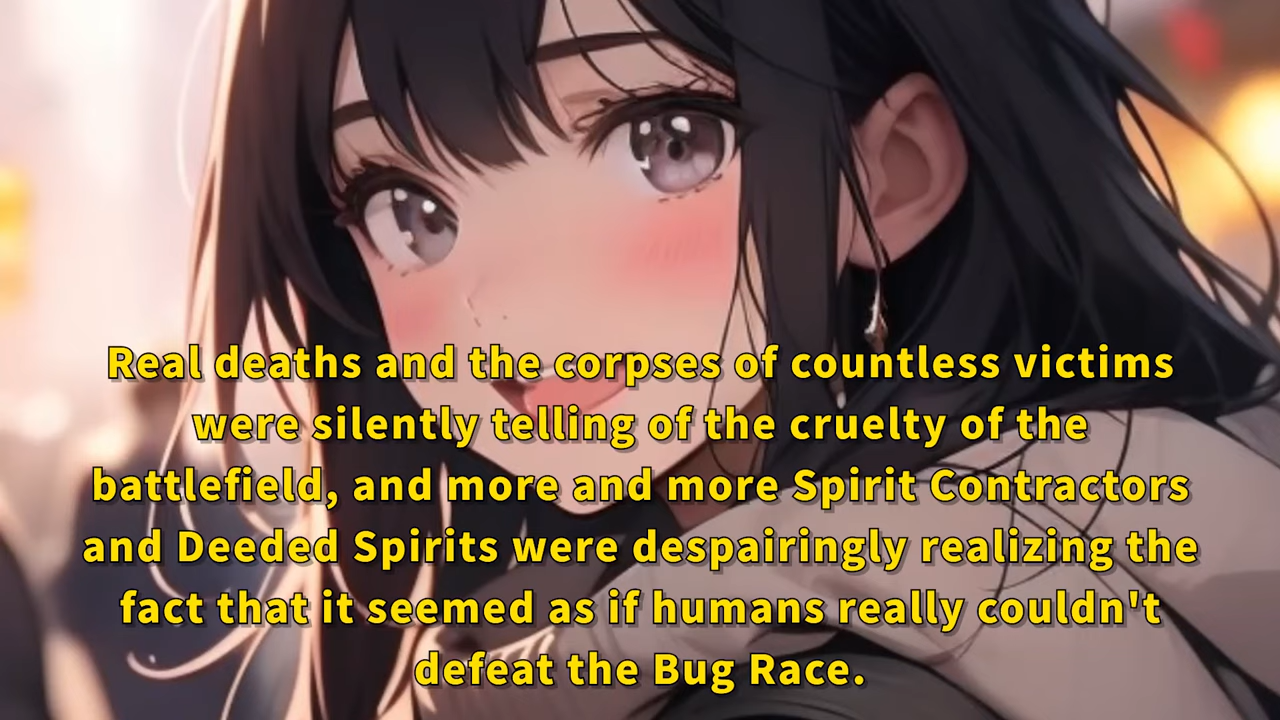 Real deaths and the corpses of countless victims
were silently telling of the cruelty of the
battlefield, and more and more Spirit Contractors
and Deeded Spirits were despairingly realizing the
fact that it seemed as if humans really couldn't
defeat the Bug Race.